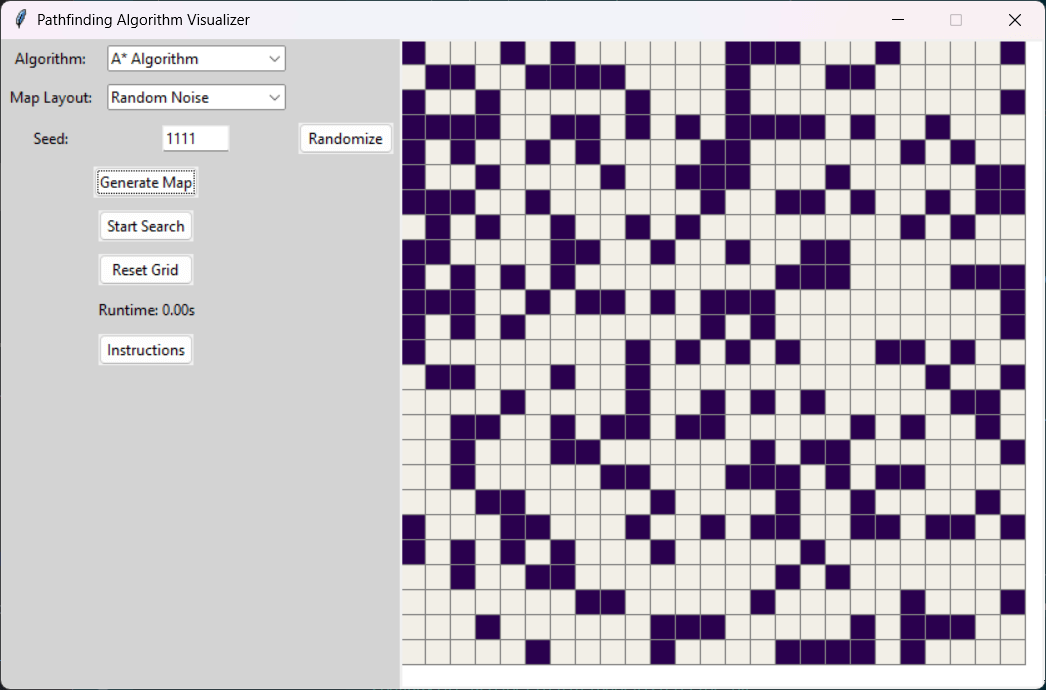 Pathfinding Algorithm Visualizer
Algorithm: A* Algorithm
Map Layout: Random Noise
Seed: 1111 Randomize
Generate Map
Start Search
Reset Grid
Runtime: 0.00s
Instructions